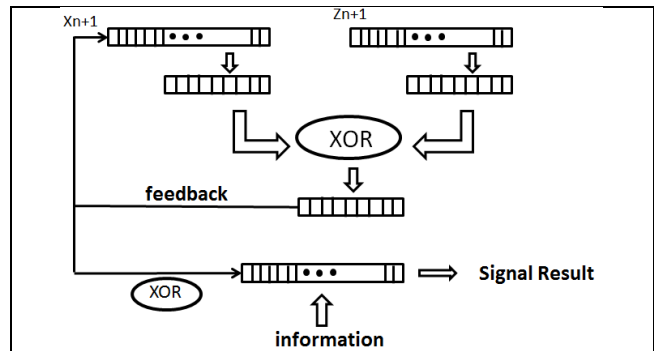 Xn+1
Zn+1
XOR
feedback
XOR
Signal Result
information